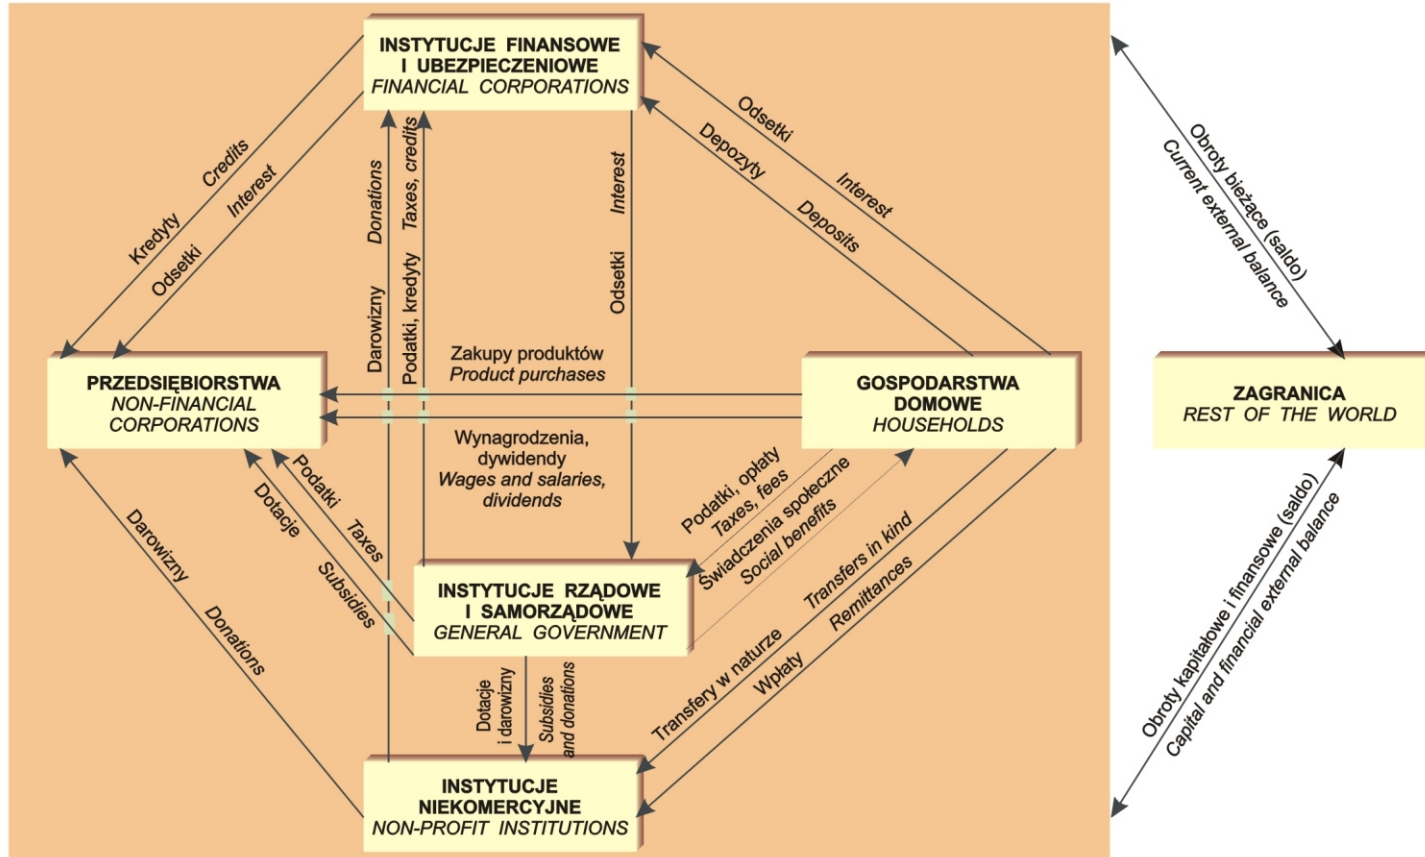 INSTYTUCJE FINANSOWE
I UBEZPIECZENIOWE
FINANCIAL CORPORATIONS
Kredyty Credits
Odsetki Interest
Darowizny Donations
Podatki, kredyty Taxes, credits
Odsetki Interest
Odsetki Interest
Depozyty Deposits
Obroty bieżące (saldo)
Current external balance
PRZEDSIĘBIORSTWA
NON-FINANCIAL
CORPORATIONS
Zakupy produktów
Product purchases
Wynagrodzenia,
dywidendy
Wages and salaries,
dividends
GOSPODARSTWA
DOMOWE
HOUSEHOLDS
ZAGRANICA
REST OF THE WORLD
Podatki Taxes
Dotacje Subsidies
Darowizny Donations
Podatki, opłaty
Taxes, fees
Świadczenia społeczne
Social benefits
INSTYTUCJE RZĄDOWE
I SAMORZĄDOWE
GENERAL GOVERNMENT
Transfery w naturze Transfers in kind
Wpłaty Remittances
Obroty kapitałowe i finansowe (saldo)
Capital and financial external balance
Dotacje
i darowizny
Subsidies
and donations
INSTYTUCJE
NIEKOMERCYJNE
NON-PROFIT INSTITUTIONS